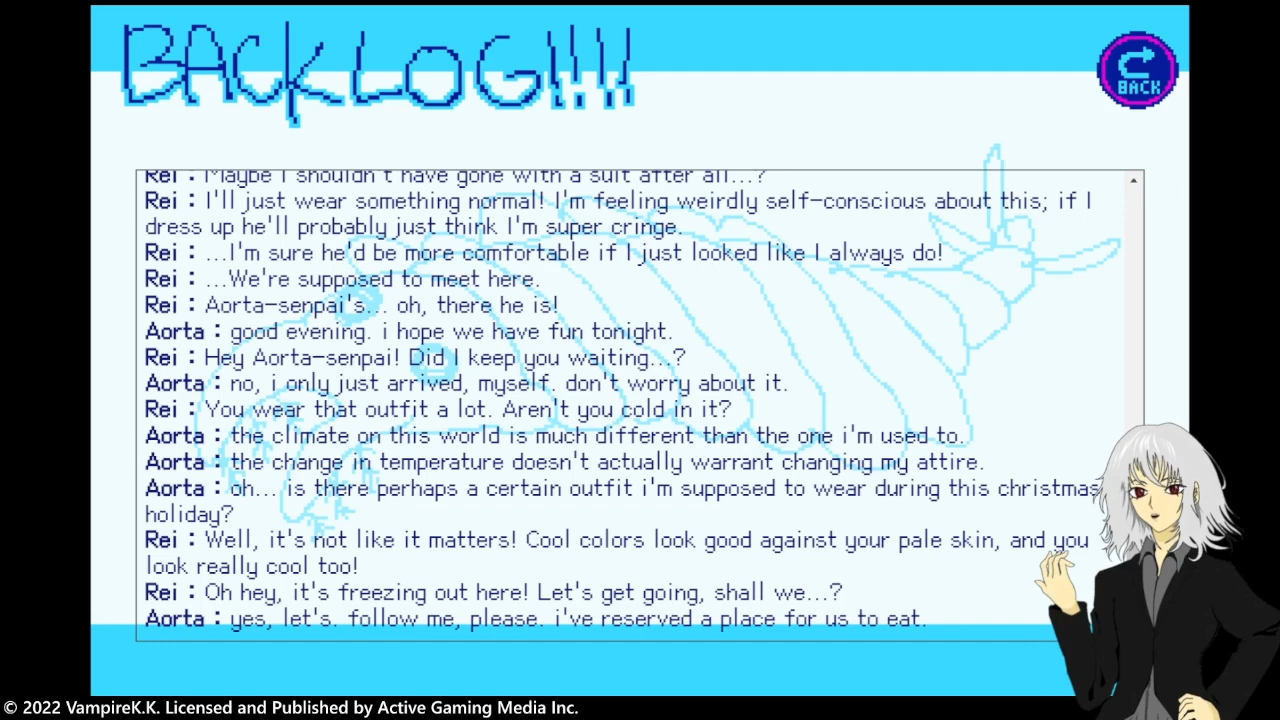 BACKLOG!!!!
BACK
Rei : Maybe I shouldn't have gone with a suit after all...?
Rei : I'll just wear something normal! I'm feeling weirdly self-conscious about this; if I
dress up he'll probably just think I'm super cringe.
Rei : ...I'm sure he'd be more comfortable if I just looked like I always do!
Rei : ...We're supposed to meet here.
Rei : Aorta-senpai's... oh, there he is!
Aorta : good evening. i hope we have fun tonight.
Rei : Hey Aorta-senpai! Did I keep you waiting...?
Aorta : no, i only just arrived, myself. don't worry about it.
Rei : You wear that outfit a lot. Aren't you cold in it?
Aorta : the climate on this world is much different than the one i'm used to.
Aorta : the change in temperature doesn't actually warrant changing my attire.
Aorta : oh... is there perhaps a certain outfit i'm supposed to wear during this christmas
holiday?
Rei : Well, it's not like it matters! Cool colors look good against your pale skin, and you
look really cool too!
Rei : Oh hey, it's freezing out here! Let's get going, shall we...?
Aorta : yes, let's. follow me, please. i've reserved a place for us to eat.
© 2022 VampireK.K. Licensed and Published by Active Gaming Media Inc.